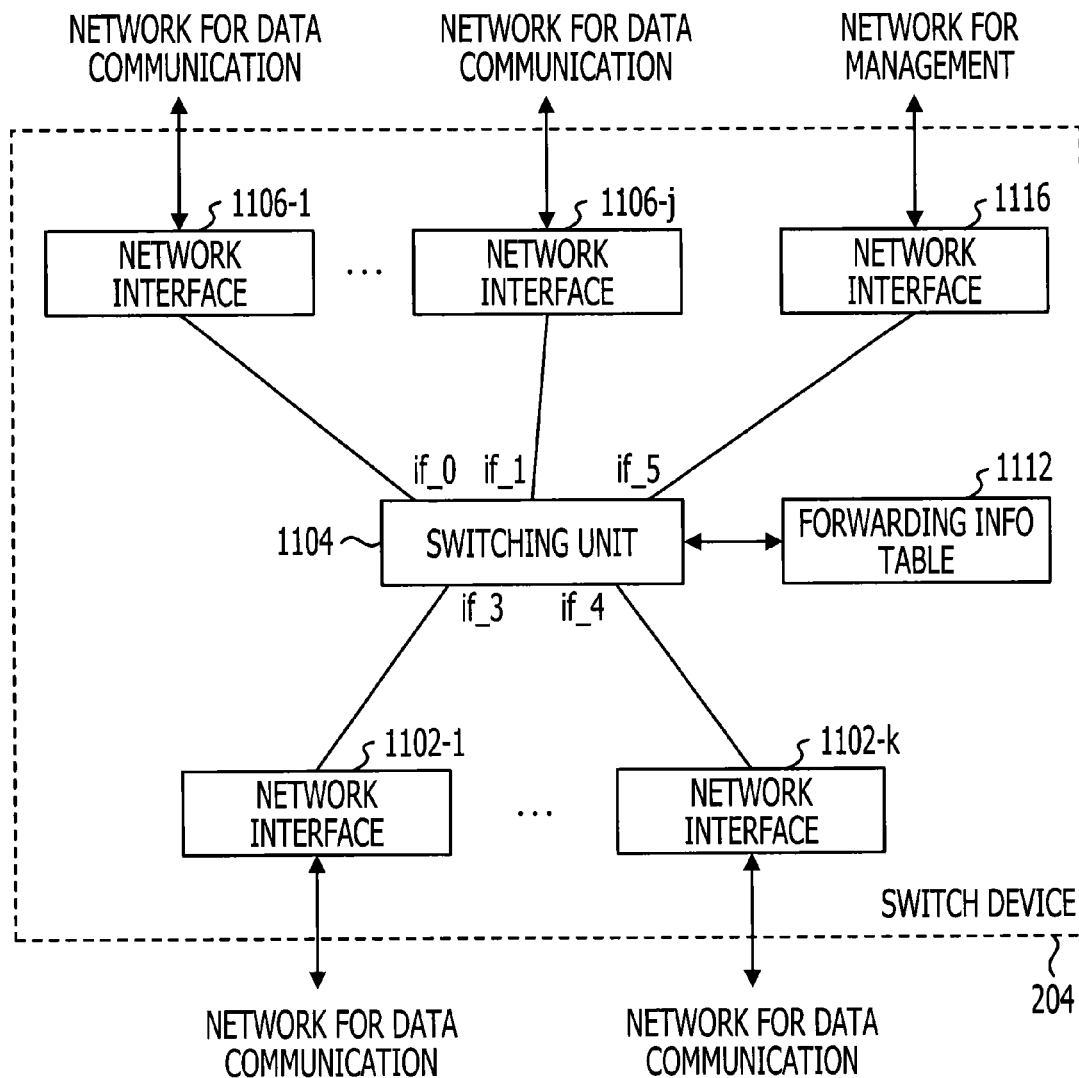 NETWORK FOR DATA
COMMUNICATION
NETWORK FOR DATA
COMMUNICATION
NETWORK FOR
MANAGEMENT
1106-1
1106-j
1116
NETWORK
INTERFACE
...
NETWORK
INTERFACE
NETWORK
INTERFACE
if_0
if_1
if_5
1112
1104
SWITCHING UNIT
FORWARDING INFO
TABLE
if_3
if_4
1102-1
1102-k
NETWORK
INTERFACE
...
NETWORK
INTERFACE
SWITCH DEVICE
204
NETWORK FOR DATA
COMMUNICATION
NETWORK FOR DATA
COMMUNICATION